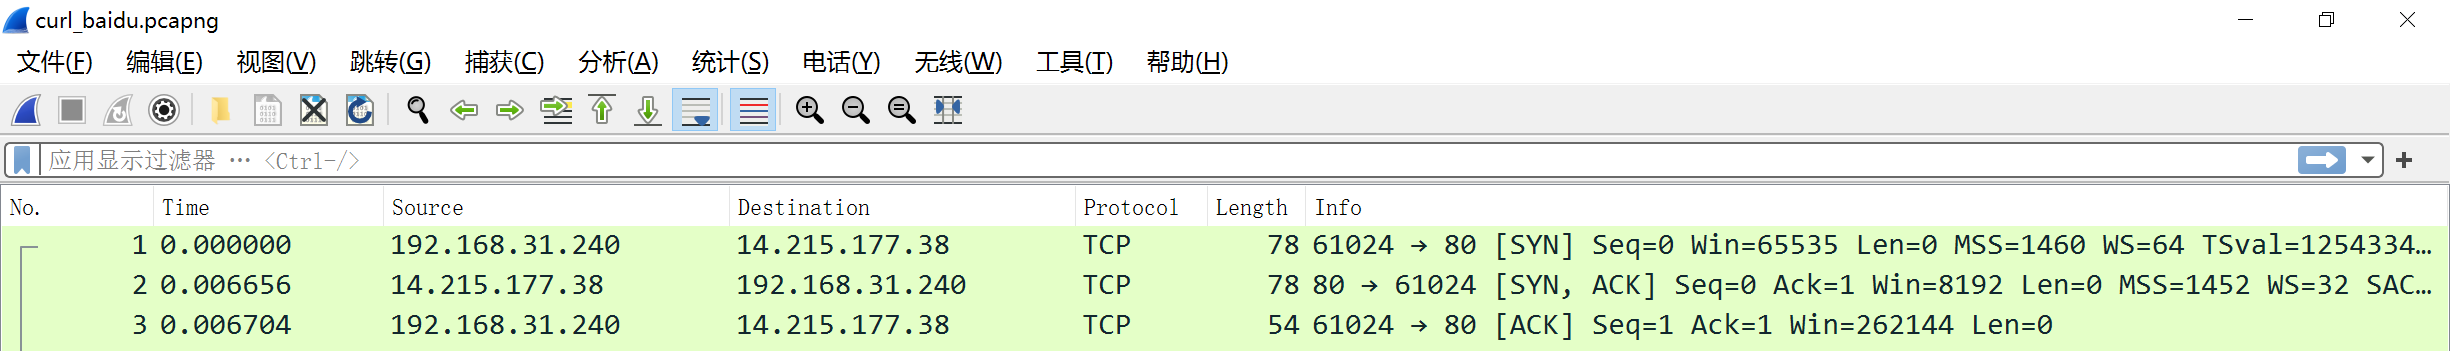 curl_baidu.pcapng
文件(F) 编辑(E) 视图(V) 跳转(G) 捕获(C) 分析(A) 统计(S) 电话(Y) 无线(W) 工具(T) 帮助(H)
应用显示过滤器 … <Ctrl-/>
No. Time Source Destination Protocol Length Info
1 0.000000 192.168.31.240 14.215.177.38 TCP 78 61024 → 80 [SYN] Seq=0 Win=65535 Len=0 MSS=1460 WS=64 TSval=1254334…
2 0.006656 14.215.177.38 192.168.31.240 TCP 78 80 → 61024 [SYN, ACK] Seq=0 Ack=1 Win=8192 Len=0 MSS=1452 WS=32 SAC…
3 0.006704 192.168.31.240 14.215.177.38 TCP 54 61024 → 80 [ACK] Seq=1 Ack=1 Win=262144 Len=0